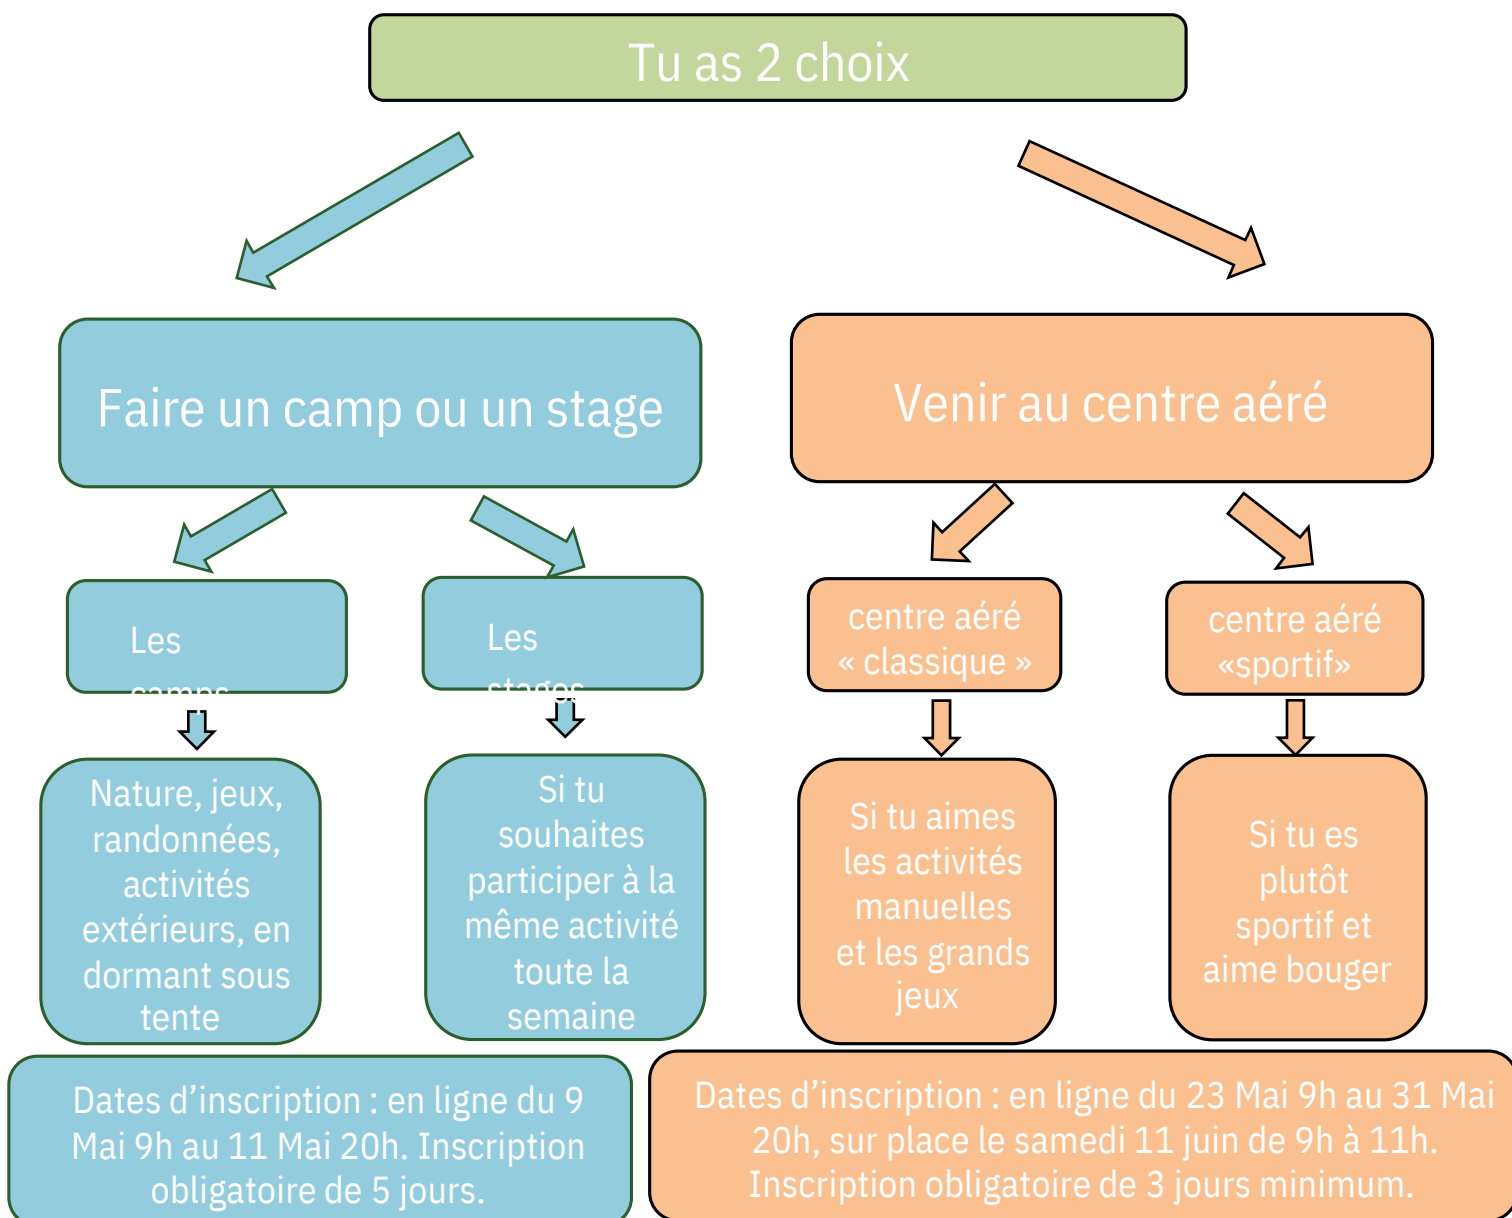 Tu as 2 choix
Faire un camp ou un stage
Venir au centre aéré
Les
camps
Les
stages
centre aéré
« classique »
centre aéré
«sportif»
Nature, jeux,
randonnées,
activités
extérieurs, en
dormant sous
tente
Si tu
souhaites
participer à la
même activité
toute la
semaine
Si tu aimes
les activités
manuelles
et les grands
jeux
Si tu es
plutôt
sportif et
aime bouger
Dates d’inscription : en ligne du 9
Mai 9h au 11 Mai 20h. Inscription
obligatoire de 5 jours.
Dates d’inscription : en ligne du 23 Mai 9h au 31 Mai
20h, sur place le samedi 11 juin de 9h à 11h.
Inscription obligatoire de 3 jours minimum.